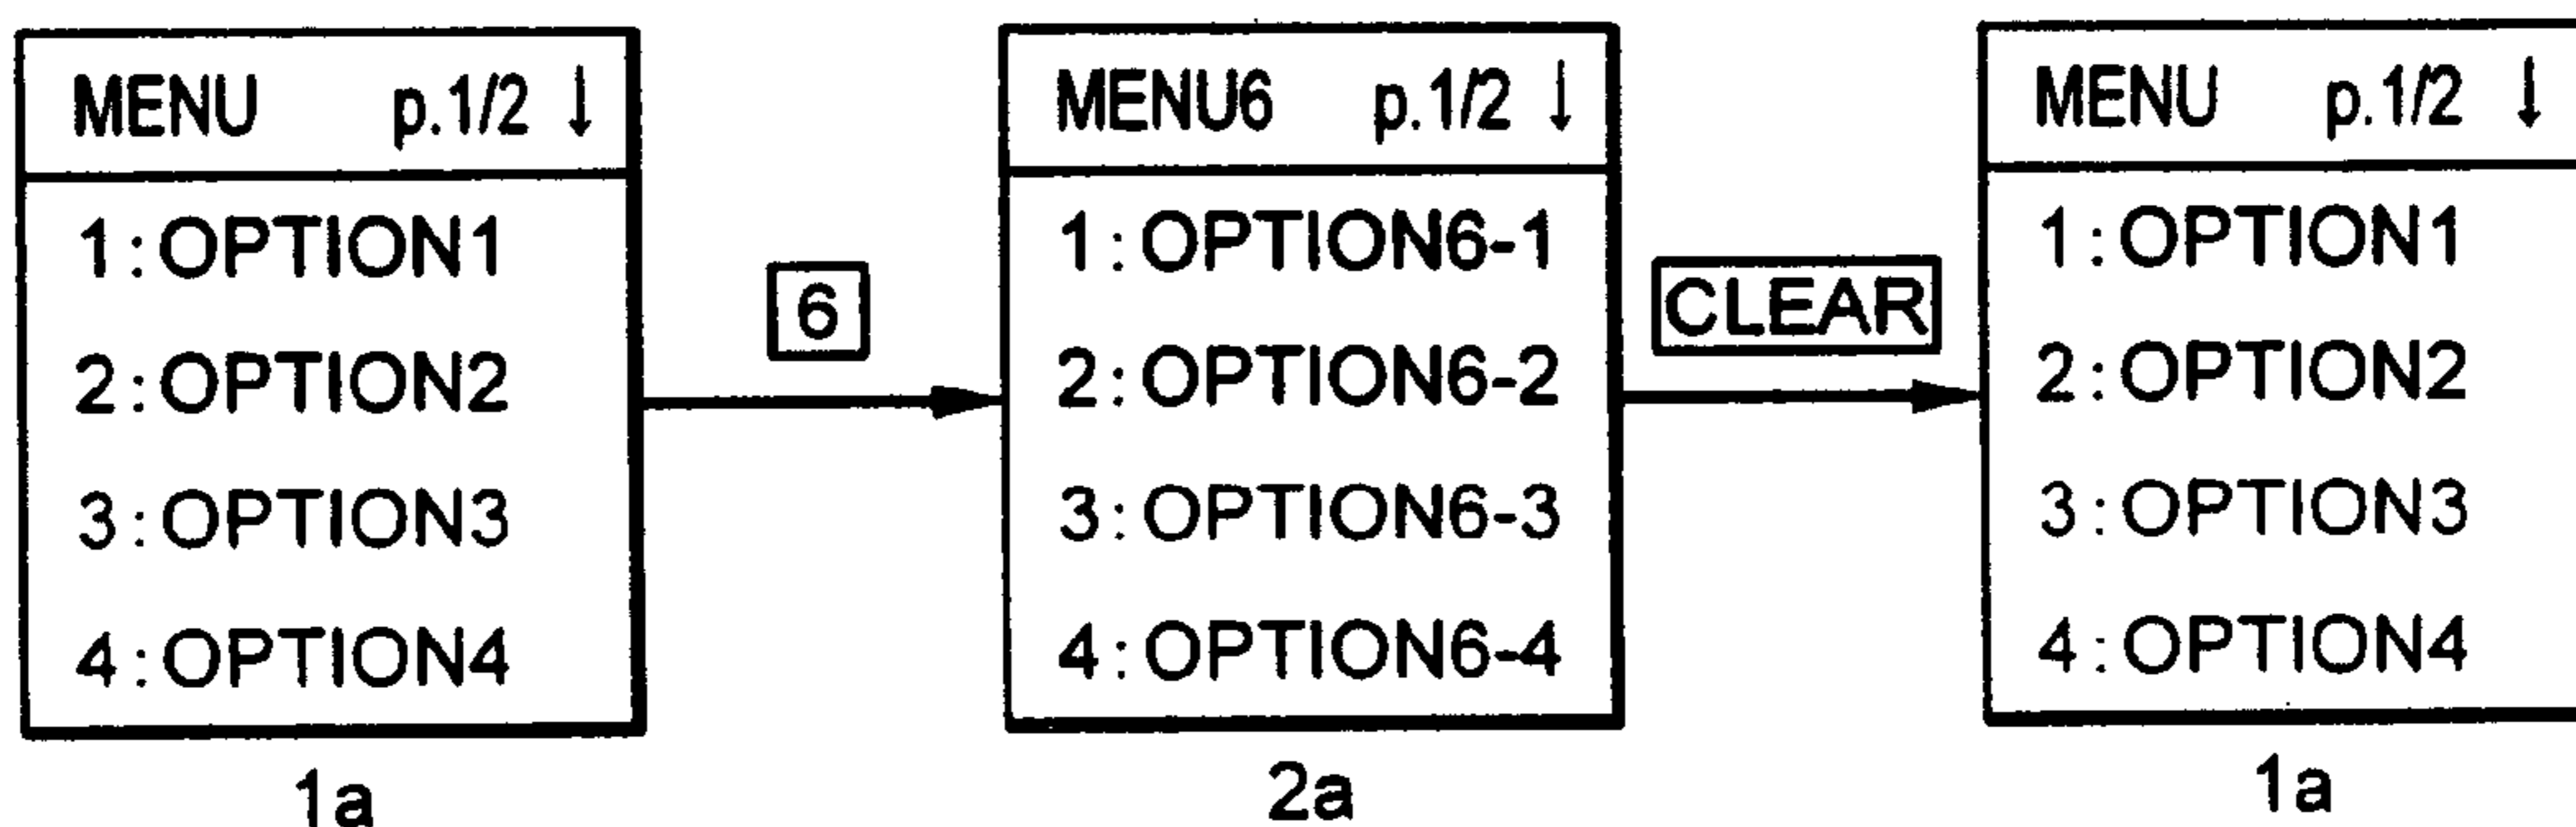 MENU p.1/2 ↓
1:OPTION1
2:OPTION2
3:OPTION3
4:OPTION4
1a
6
MENU6 p.1/2 ↓
1:OPTION6-1
2:OPTION6-2
3:OPTION6-3
4:OPTION6-4
2a
CLEAR
MENU p.1/2 ↓
1:OPTION1
2:OPTION2
3:OPTION3
4:OPTION4
1a